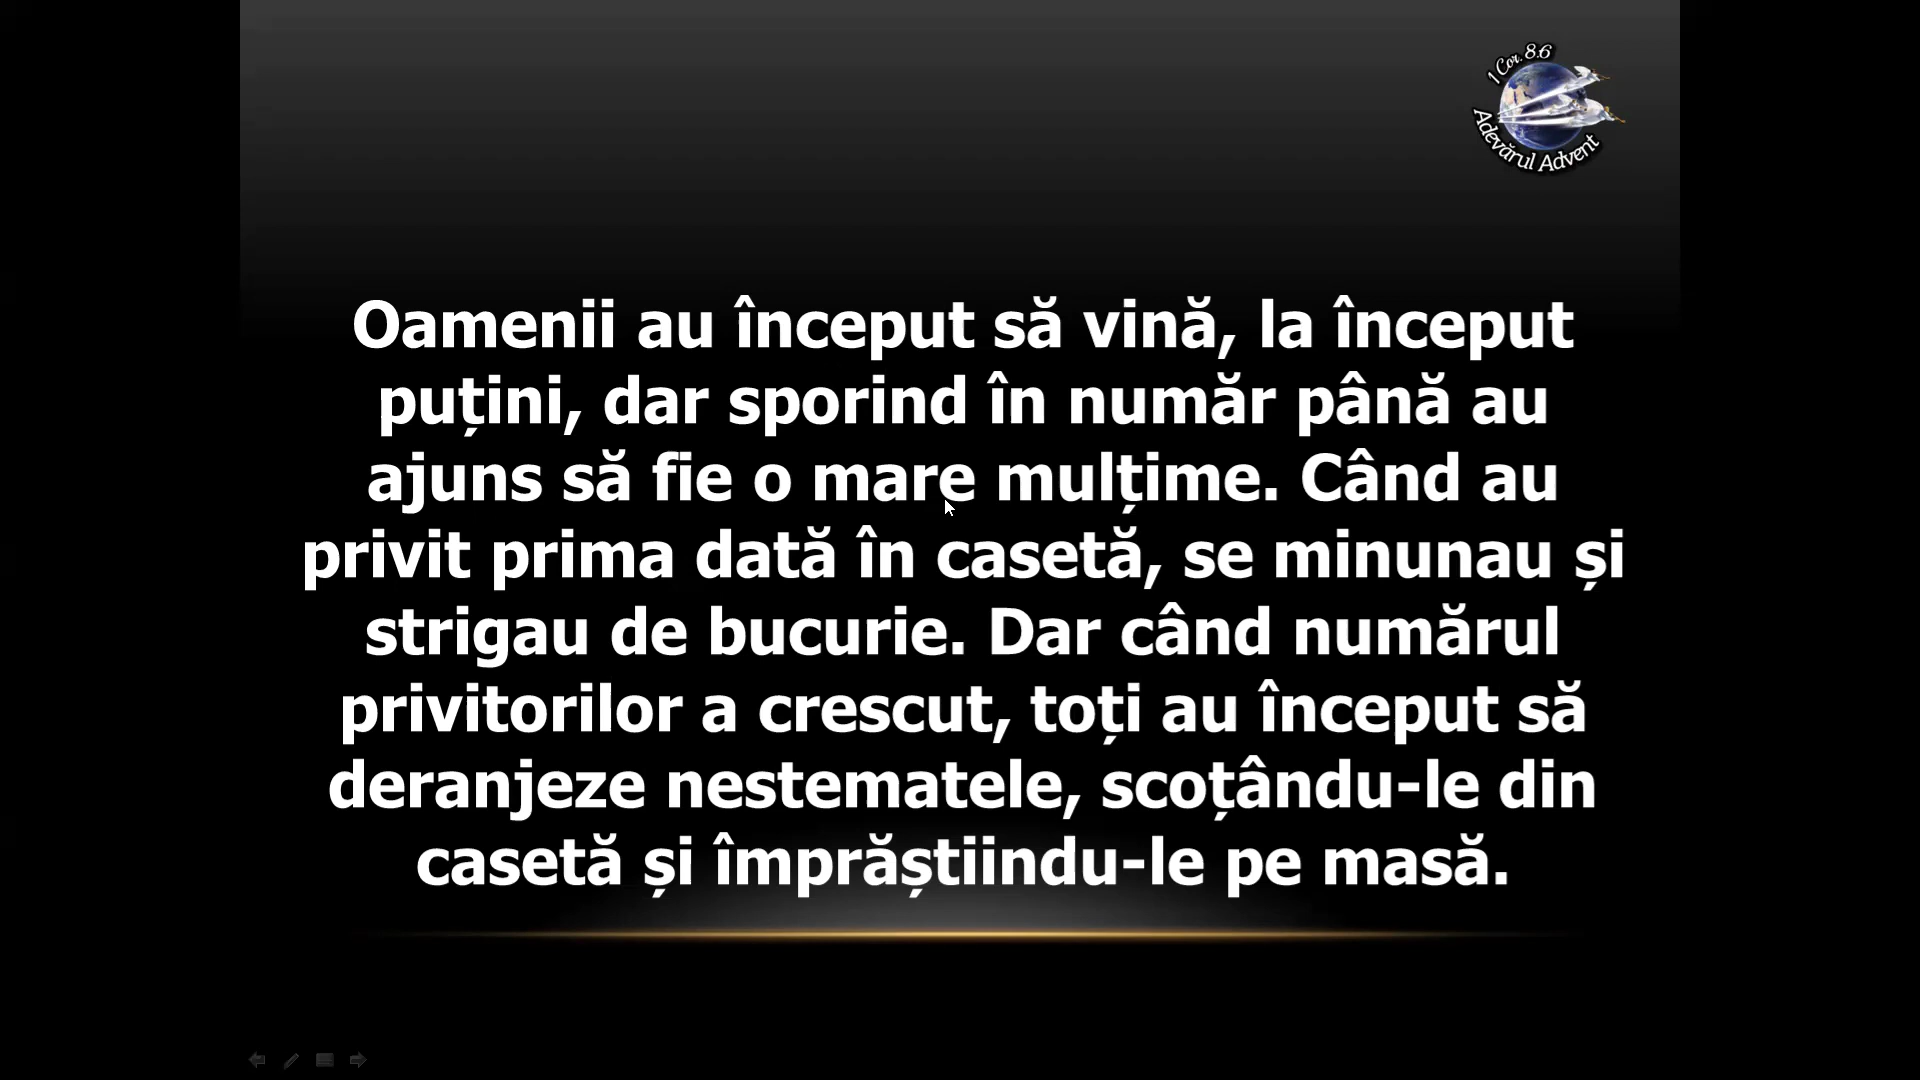 1 Cor. 8:6
Adevărul Advent
Oamenii au început să vină, la început
puțini, dar sporind în număr până au
ajuns să fie o mare mulțime. Când au
privit prima dată în casetă, se minunau și
strigau de bucurie. Dar când numărul
privitorilor a crescut, toți au început să
deranjeze nestematele, scoțându-le din
casetă și împrăștiindu-le pe masă.